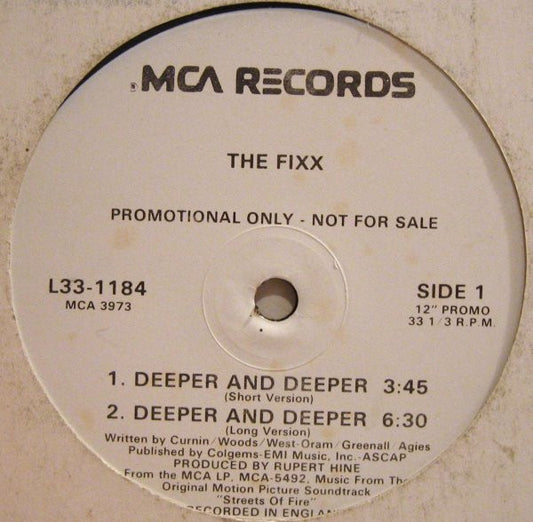 MCA RECORDS
THE FIXX
PROMOTIONAL ONLY - NOT FOR SALE
L33-1184
MCA 3973
SIDE 1
12" PROMO
33 1/3 R.P.M.
1. DEEPER AND DEEPER 3:45
(Short Version)
2. DEEPER AND DEEPER 6:30
(Long Version)
Written by Curnin/Woods/West-Oram/Greenall Agies
Published by Colgems-EMI Music, Inc.-ASCAP
PRODUCED BY RUPERT HINE
From the MCA LP, MCA-5492, Music From The
Original Motion Picture Soundtrack
"Streets Of Fire"
RECORDED IN ENGLAND